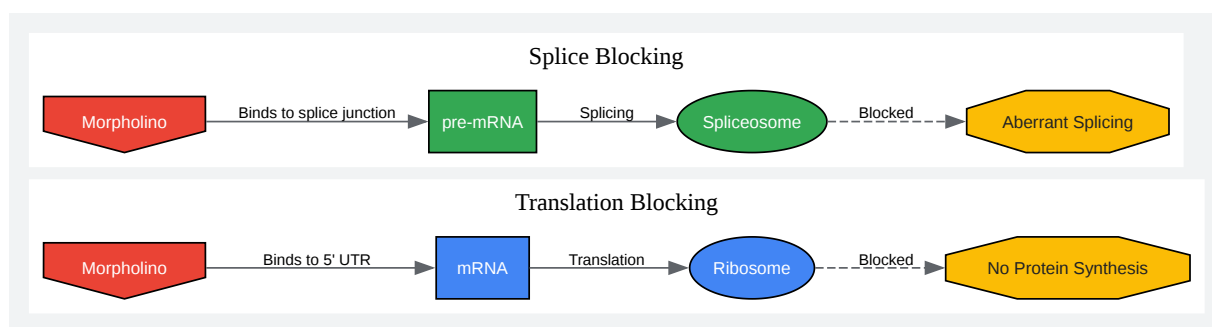 Splice Blocking
Morpholino
Binds to splice junction
pre-mRNA
Splicing
Spliceosome
Blocked
Aberrant Splicing
Translation Blocking
Morpholino
Binds to 5' UTR
mRNA
Translation
Ribosome
Blocked
No Protein Synthesis